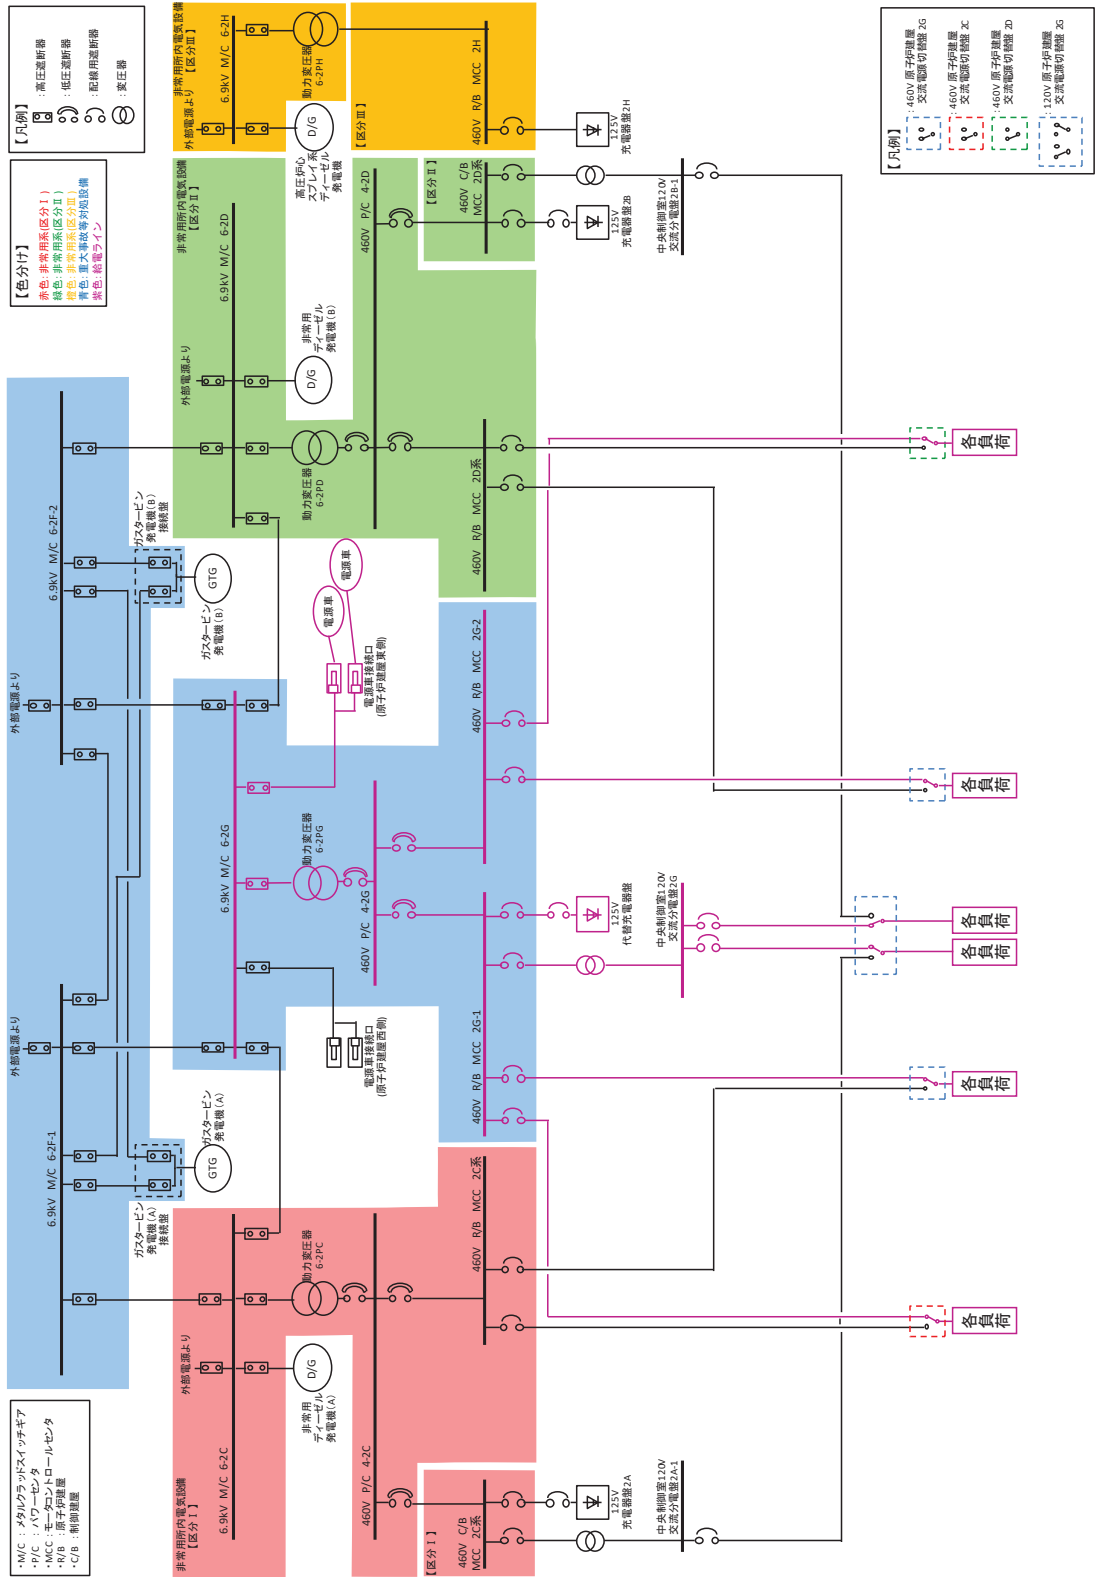 ・M/C ：メタルクラッドスイッチギア
・P/C ：パワーセンタ
・MCC：モータコントロールセンタ
・R/B ：原子炉建屋
・C/B ：制御建屋
【色分け】
赤色：非常用系(区分Ⅰ)
緑色：非常用系(区分Ⅱ)
橙色：非常用系(区分Ⅲ)
青色：重大事故等対処設備
紫色：給電ライン
【凡例】
：高圧遮断器
：低圧遮断器
：配線用遮断器
：変圧器
外部電源より
6.9kV M/C 6-2F-1
外部電源より
6.9kV M/C 6-2F-2
ガスタービン
発電機(A)
接続盤
GTG
ガスタービン
発電機(A)
ガスタービン
発電機(B)
接続盤
GTG
ガスタービン
発電機(B)
非常用所内電気設備
【区分Ⅰ】
6.9kV M/C 6-2C
外部電源より
D/G
非常用
ディーゼル
発電機(A)
動力変圧器
6-2PC
460V P/C 4-2C
【区分Ⅰ】
460V C/B
MCC 2C系
460V R/B MCC 2C系
6.9kV M/C 6-2G
電源車接続口
(原子炉建屋西側)
動力変圧器
6-2PG
電源車
電源車
電源車接続口
(原子炉建屋東側)
460V P/C 4-2G
460V R/B MCC 2G-1
460V R/B MCC 2G-2
非常用所内電気設備
【区分Ⅱ】
6.9kV M/C 6-2D
外部電源より
D/G
非常用
ディーゼル
発電機(B)
動力変圧器
6-2PD
460V P/C 4-2D
【区分Ⅱ】
460V C/B
MCC 2D系
460V R/B MCC 2D系
非常用所内電気設備
【区分Ⅲ】
6.9kV M/C 6-2H
外部電源より
D/G
高圧炉心
スプレイ系
ディーゼル
発電機
動力変圧器
6-2PH
【区分Ⅲ】
460V R/B MCC 2H
125V
充電器盤2A
中央制御室120V
交流分電盤2A-1
125V
代替充電器盤
中央制御室120V
交流分電盤2G
125V
充電器盤2B
中央制御室120V
交流分電盤2B-1
125V
充電器盤2H
各負荷
各負荷
各負荷
各負荷
各負荷
各負荷
【凡例】
：460V 原子炉建屋
交流電源切替盤 2G
：460V 原子炉建屋
交流電源切替盤 2C
：460V 原子炉建屋
交流電源切替盤 2D
：120V 原子炉建屋
交流電源切替盤 2G